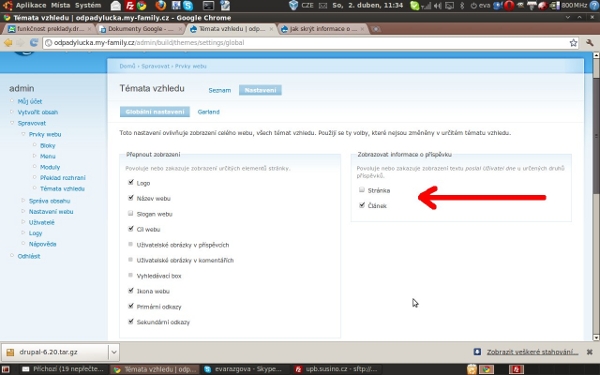 Aplikace Místa Systém
CZE
So, 2. duben, 11:34
eva
800 MHz
Témata vzhledu | odpadylucka.my-family.cz - Google Chrome
funkčnost překlady.dr...
Dokumenty Google - ...
Témata vzhledu | odp...
Jak skrýt informace o ...
odpadylucka.my-family.cz/admin/build/themes/settings/global
Domů › Spravovat › Prvky webu
admin
Můj účet
Vytvořit obsah
Spravovat
Prvky webu
Bloky
Menu
Moduly
Překlad rozhraní
Témata vzhledu
Správa obsahu
Nastavení webu
Uživatelé
Logy
Nápověda
Odhlásit
Témata vzhledu
Seznam
Nastavení
Globální nastavení
Garland
Toto nastavení ovlivňuje zobrazení celého webu, všech témat vzhledu. Použijí se ty volby, které nejsou změněny v určitém tématu vzhledu.
Přepnout zobrazení
Povoluje nebo zakazuje zobrazení určitých elementů stránky.
Logo
Název webu
Slogan webu
Cíl webu
Uživatelské obrázky v příspěvcích
Uživatelské obrázky v komentářích
Vyhledávací box
Ikona webu
Primární odkazy
Sekundární odkazy
Zobrazovat informace o příspěvku
Povoluje nebo zakazuje zobrazení textu poslal Uživatel dne u určených druhů příspěvků.
Stránka
Článek
drupal-6.20.tar.gz
Zobrazit veškeré stahování...
Příchozí (19 nepřečte...
Témata vzhledu | odp...
evarazgova - Skype...
upb.susino.cz - sftp://...